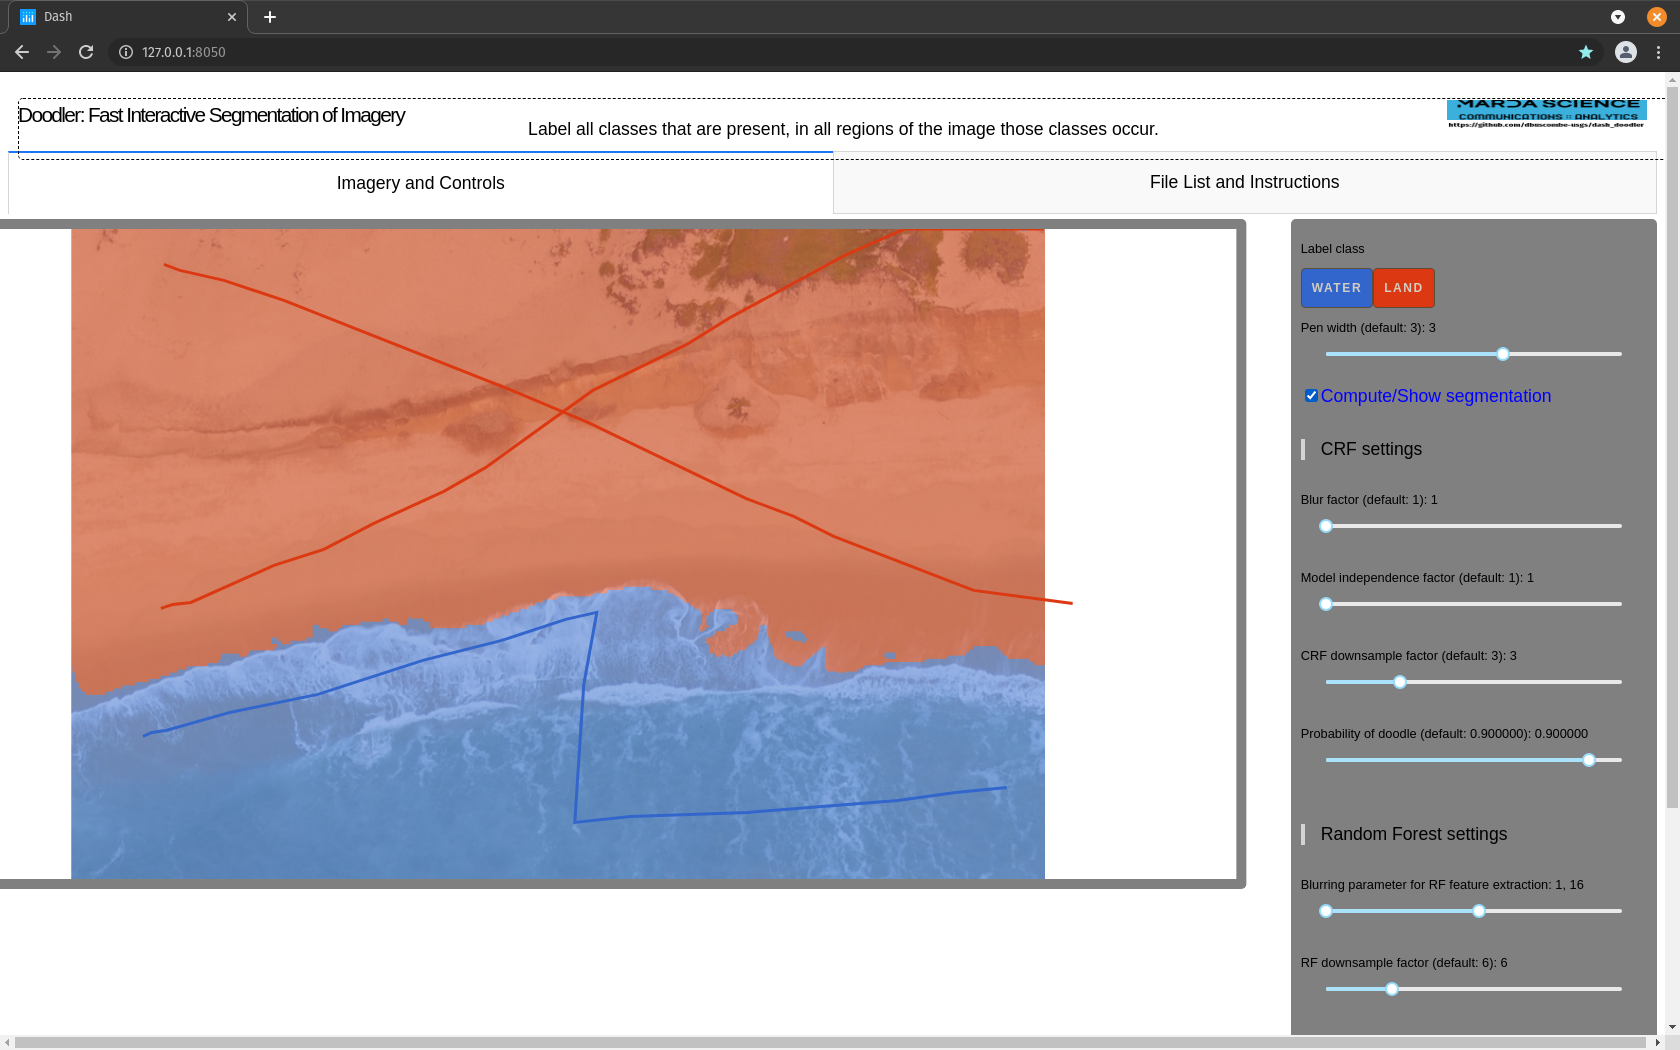 Dash
127.0.0.1:8050
Doodler: Fast Interactive Segmentation of Imagery
Label all classes that are present, in all regions of the image those classes occur.
MARDA SCIENCE
COMMUNICATIONS :: ANALYTICS
https://github.com/dbuscombe-usgs/dash_doodler
Imagery and Controls
File List and Instructions
Label class
WATER LAND
Pen width (default: 3): 3
Compute/Show segmentation
CRF settings
Blur factor (default: 1): 1
Model independence factor (default: 1): 1
CRF downsample factor (default: 3): 3
Probability of doodle (default: 0.900000): 0.900000
Random Forest settings
Blurring parameter for RF feature extraction: 1, 16
RF downsample factor (default: 6): 6